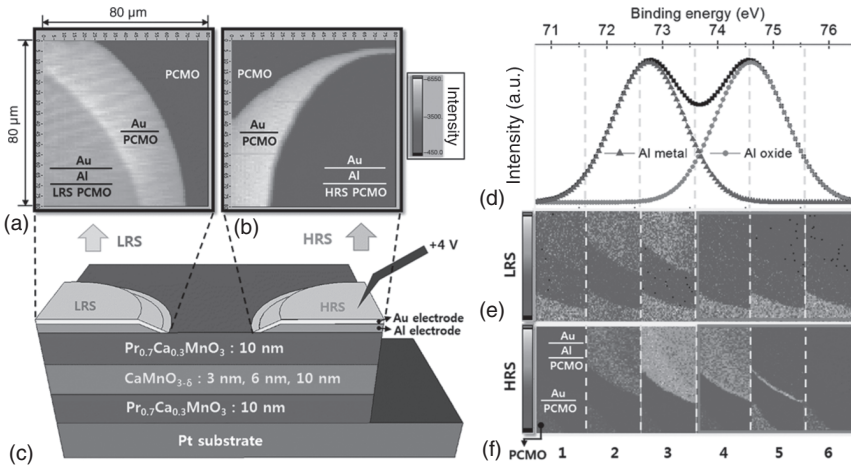 80 µm
80 µm
PCMO
Au
PCMO
Au
Al
LRS PCMO
(a)
PCMO
Au
PCMO
Au
Al
HRS PCMO
(b)
Intensity
LRS
HRS
+4 V
LRS
HRS
Au electrode
Al electrode
Pr0.7Ca0.3MnO3 : 10 nm
CaMnO3-δ : 3 nm, 6 nm, 10 nm
Pr0.7Ca0.3MnO3 : 10 nm
Pt substrate
(c)
Binding energy (eV)
71 72 73 74 75 76
Intensity (a.u.)
Al metal
Al oxide
(d)
LRS
(e)
HRS
Au
Al
PCMO
Au
PCMO
(f)
PCMO
1 2 3 4 5 6